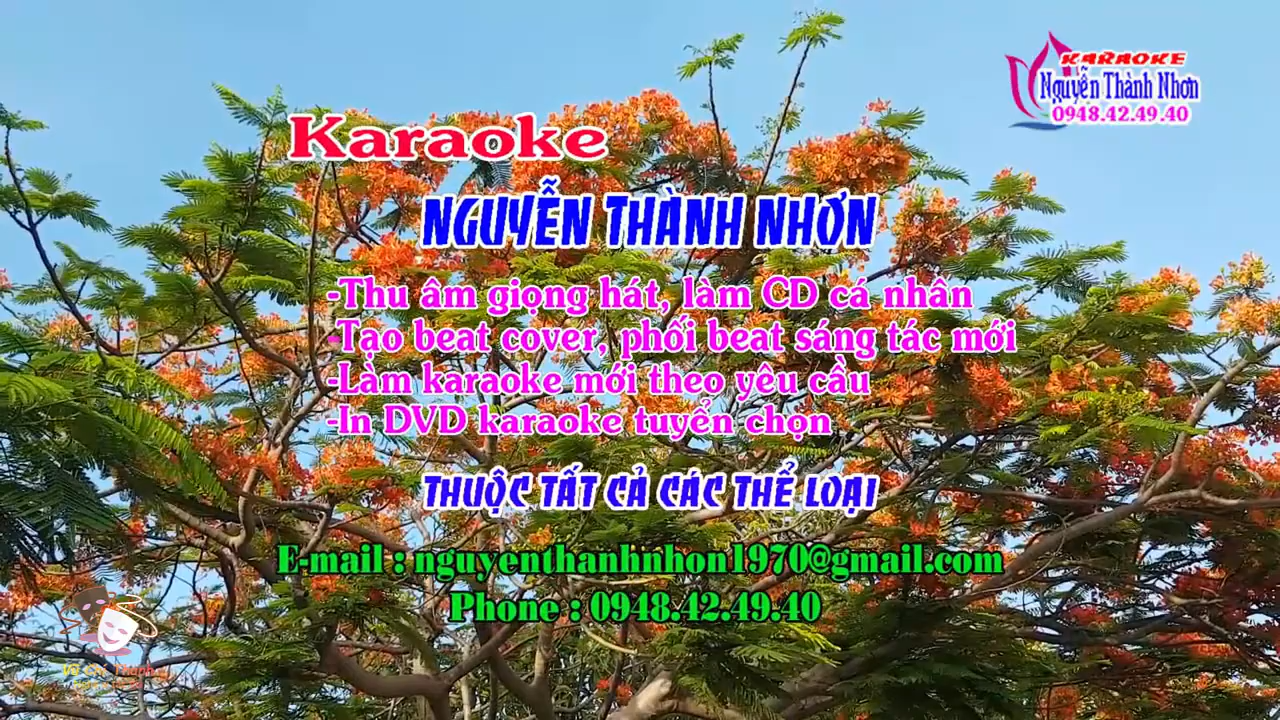 KARAOKE
Nguyễn Thành Nhơn
0948.42.49.40
Karaoke
NGUYỄN THÀNH NHƠN
-Thu âm giọng hát, làm CD cá nhân
-Tạo beat cover, phối beat sáng tác mới
-Làm karaoke mới theo yêu cầu
-In DVD karaoke tuyển chọn
THUỘC TẤT CẢ CÁC THỂ LOẠI
E-mail : nguyenthanhnhon1970@gmail.com
Phone : 0948.42.49.40